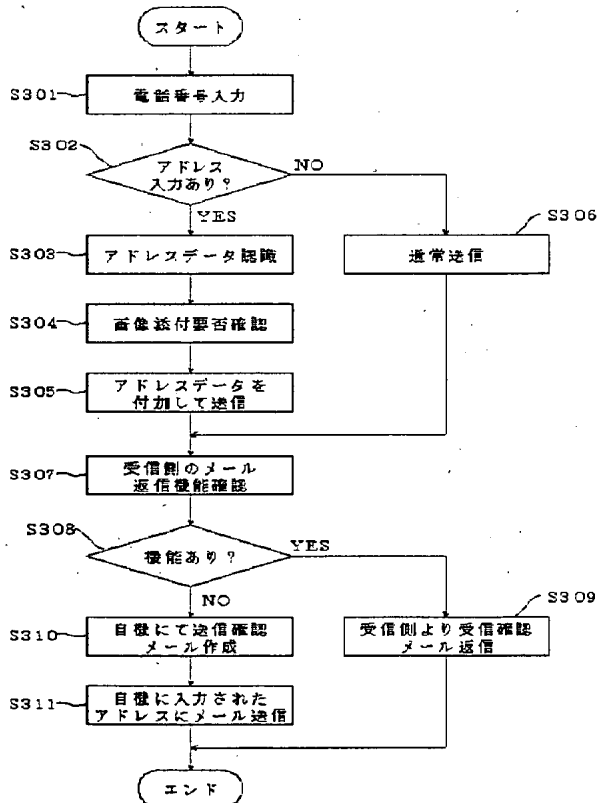 スタート
S301
電話番号入力
S302
アドレス
入力あり?
NO
YES
S303
アドレスデータ認識
S306
通常送信
S304
画像添付要否確認
S305
アドレスデータを
付加して送信
S307
受信側のメール
返信機能確認
S308
機能あり?
YES
NO
S309
受信側より受信確認
メール返信
S310
自機にて送信確認
メール作成
S311
自機に入力された
アドレスにメール送信
エンド